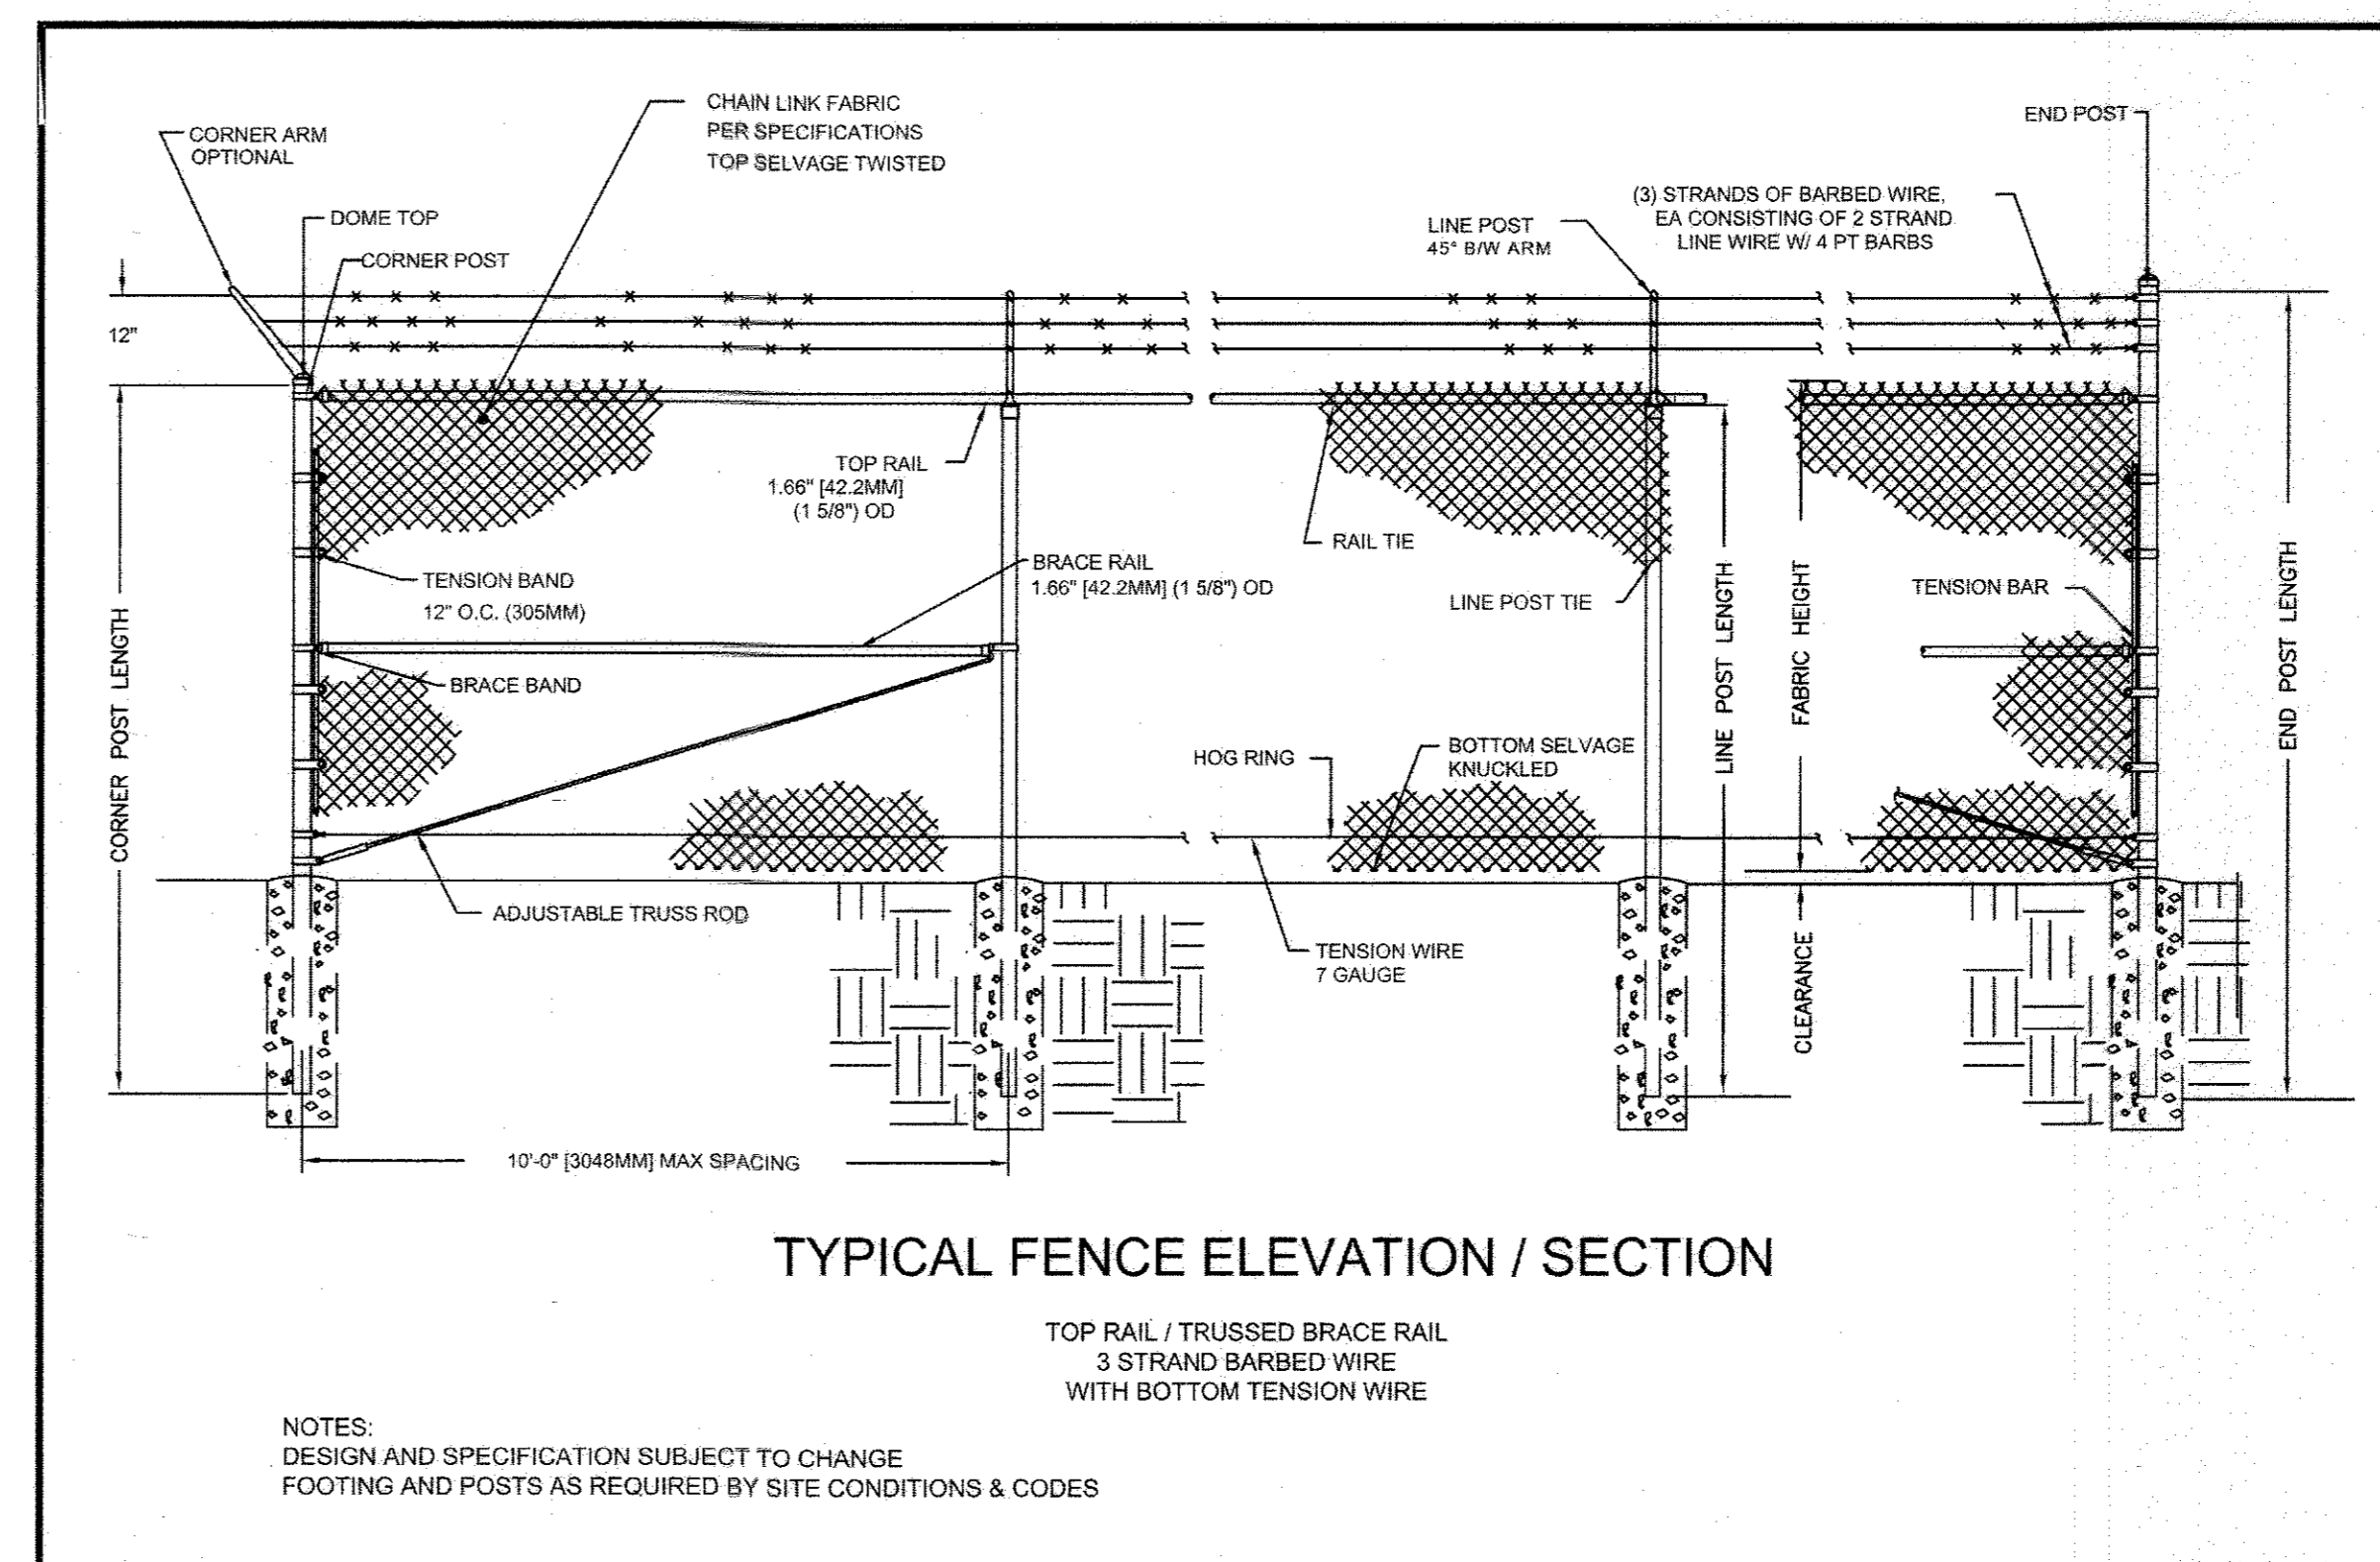 CHAIN LINK FABRIC
PER SPECIFICATIONS
TOP SELVAGE TWISTED
CORNER ARM
OPTIONAL
DOME TOP
CORNER POST
END POST
(3) STRANDS OF BARBED WIRE,
EA CONSISTING OF 2 STRAND
LINE WIRE W/ 4 PT BARBS
LINE POST
45° B/W ARM
12"
TOP RAIL
1.66" [42.2MM]
(1 5/8") OD
RAIL TIE
BRACE RAIL
1.66" [42.2MM] (1 5/8") OD
TENSION BAND
12" O.C. (305MM)
LINE POST TIE
TENSION BAR
CORNER POST LENGTH
LINE POST LENGTH
FABRIC HEIGHT
END POST LENGTH
BRACE BAND
HOG RING
BOTTOM SELVAGE
KNUCKLED
ADJUSTABLE TRUSS ROD
TENSION WIRE
7 GAUGE
CLEARANCE
10'-0" [3048MM] MAX SPACING
TYPICAL FENCE ELEVATION / SECTION
TOP RAIL / TRUSSED BRACE RAIL
3 STRAND BARBED WIRE
WITH BOTTOM TENSION WIRE
NOTES:
DESIGN AND SPECIFICATION SUBJECT TO CHANGE
FOOTING AND POSTS AS REQUIRED BY SITE CONDITIONS & CODES